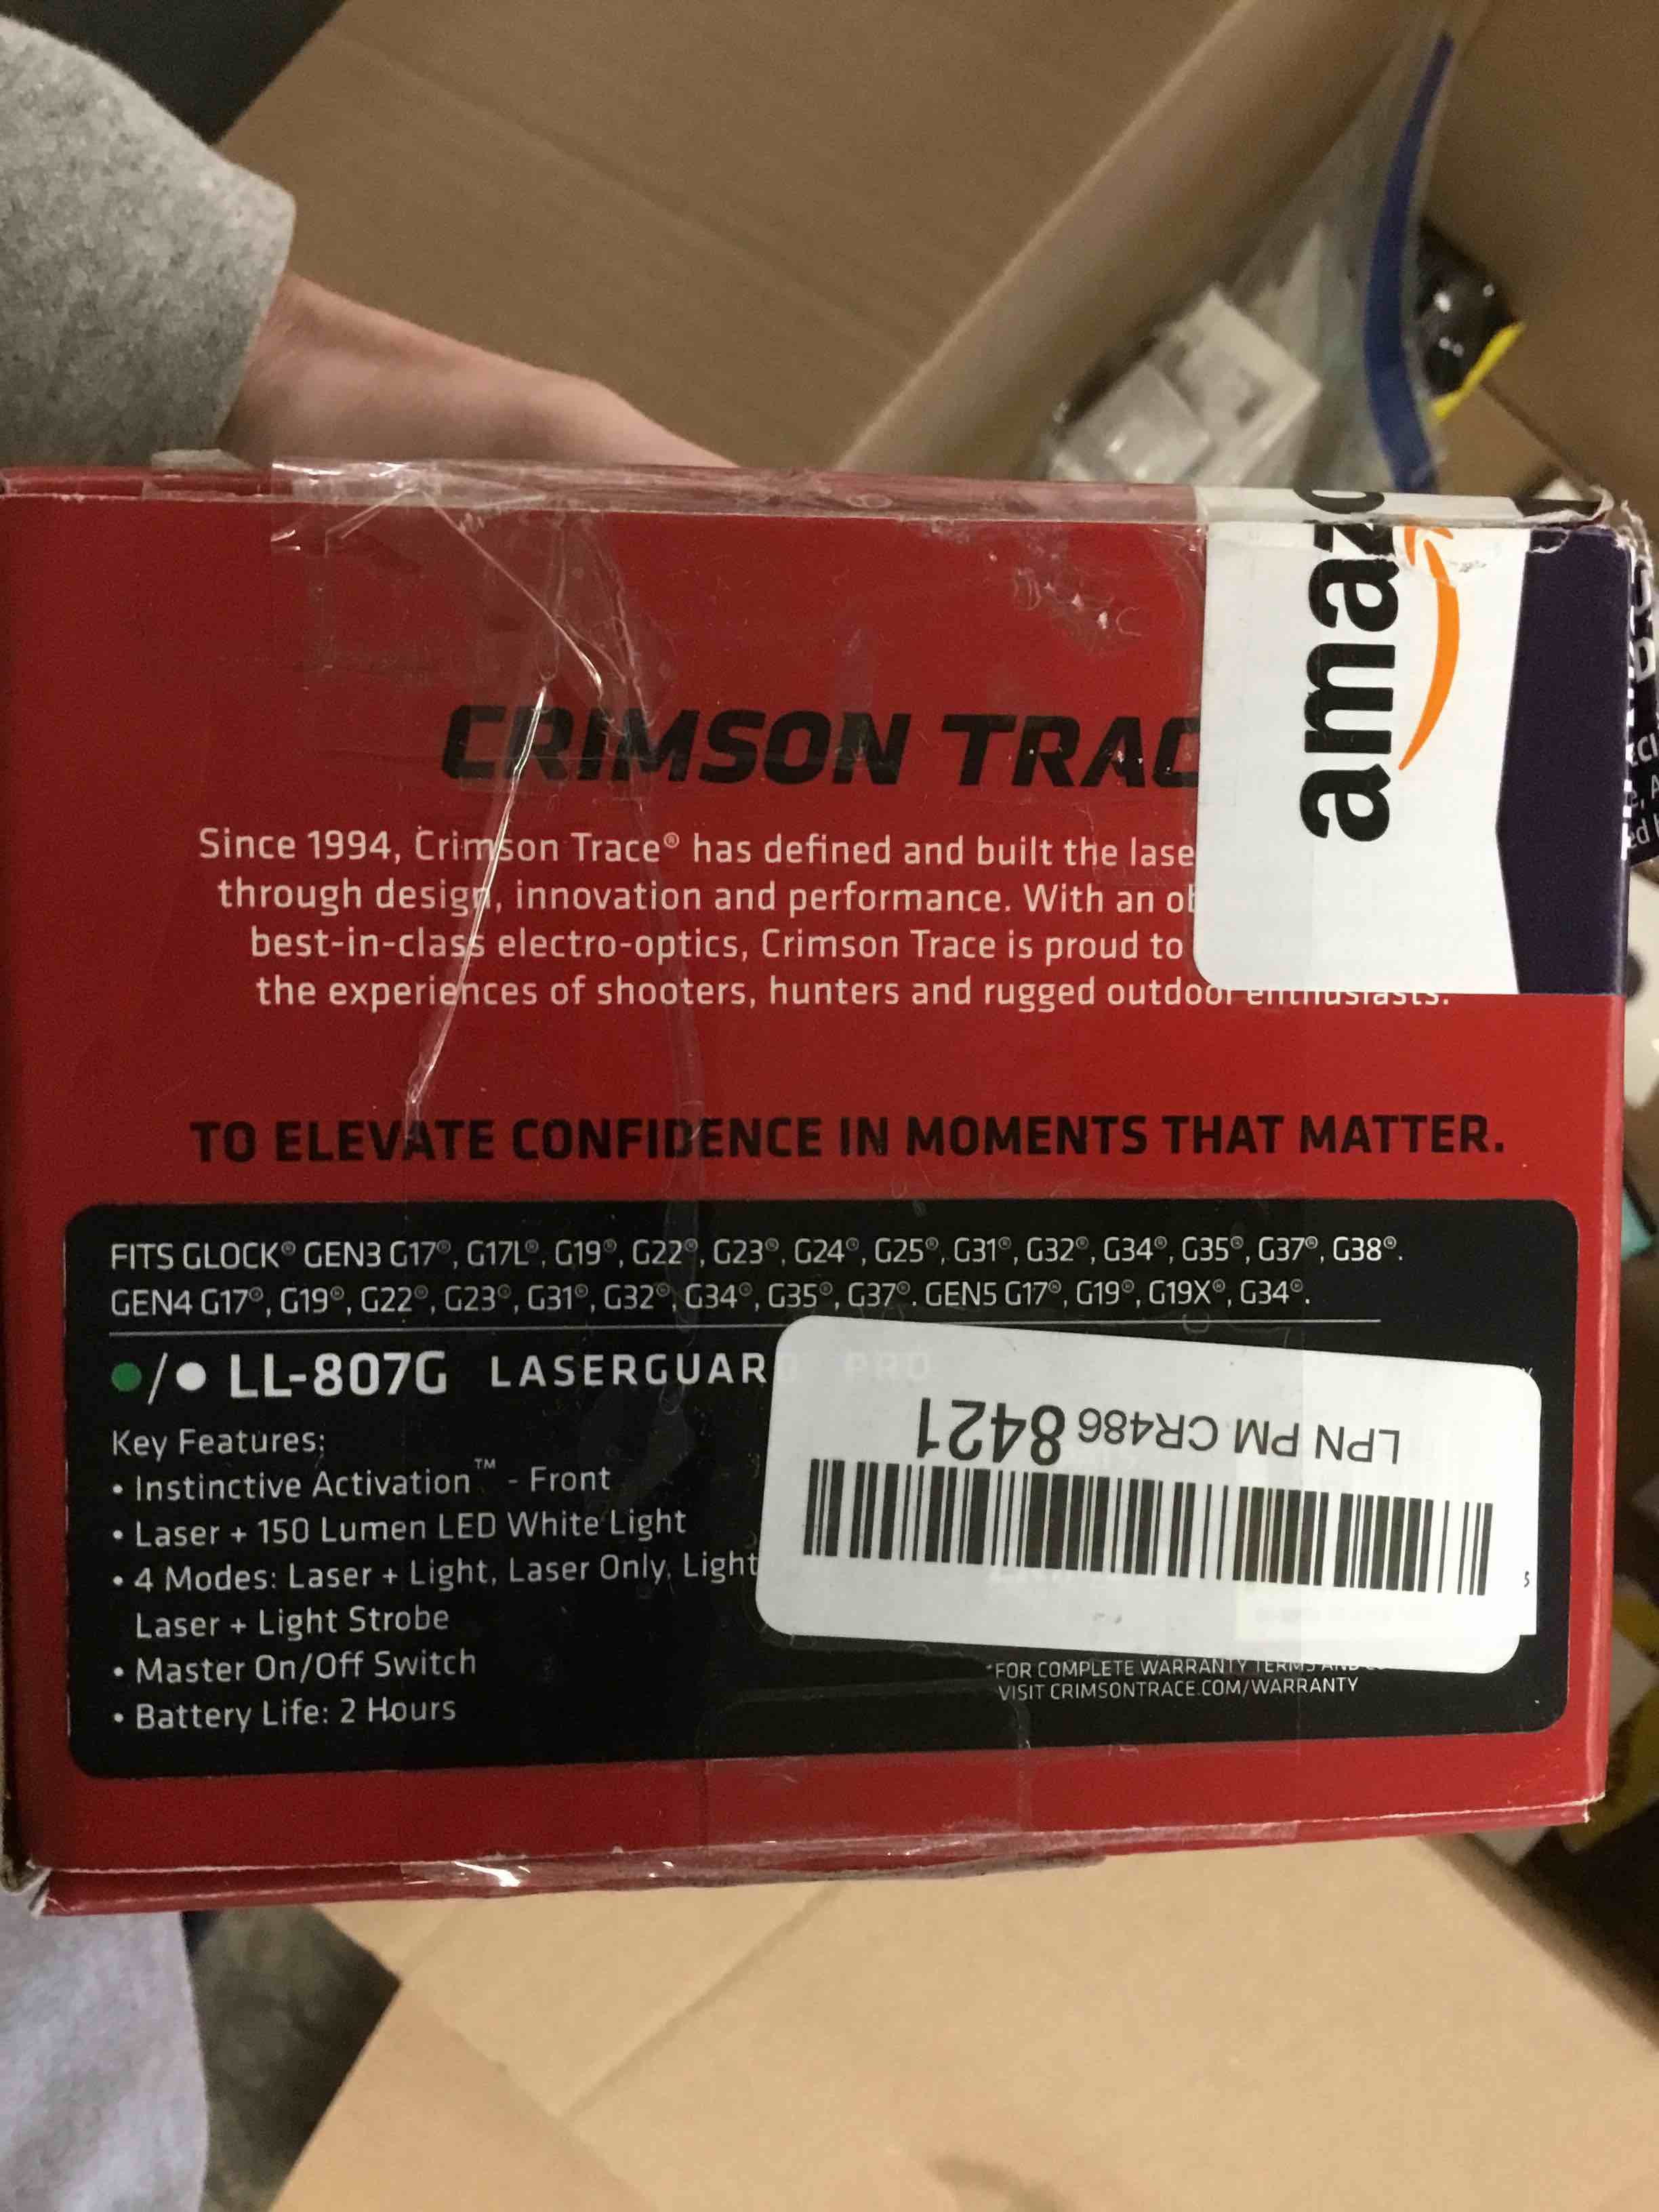 amazo
CRIMSON TRAC
Since 1994, Crimson Trace® has defined and built the lase
through design, innovation and performance. With an
best-in-class electro-optics, Crimson Trace is proud to
the experiences of shooters, hunters and rugged outdoor enthusiasts.
TO ELEVATE CONFIDENCE IN MOMENTS THAT MATTER.
FITS GLOCK® GEN3 G17®, G17L®, G19®, G22®, G23®, G24®, G25®, G31®, G32®, G34®, G35®, G37®, G38®.
GEN4 G17®, G19®, G22®, G23®, G31®, G32®, G34®, G35®, G37®. GEN5 G17®, G19®, G19X®, G34®.
●/● LL-807G LASERGUARD PRO
Key Features:
• Instinctive Activation™ - Front
• Laser + 150 Lumen LED White Light
• 4 Modes: Laser + Light, Laser Only, Light
Laser + Light Strobe
• Master On/Off Switch
• Battery Life: 2 Hours
LPN PM CR486 8421
*FOR COMPLETE WARRANTY TERMS AND
VISIT CRIMSONTRACE.COM/WARRANTY